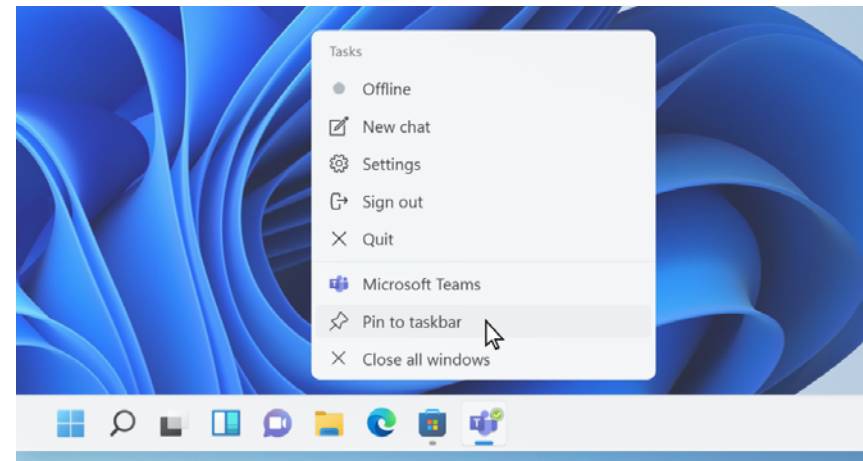 Tasks
Offline
New chat
Settings
Sign out
Quit
Microsoft Teams
Pin to taskbar
Close all windows